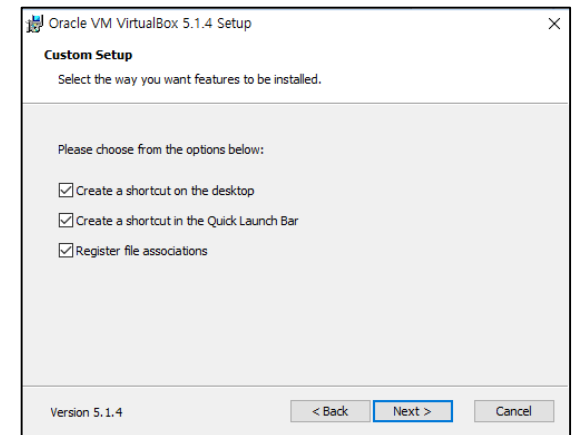 Oracle VM VirtualBox 5.1.4 Setup
Custom Setup
Select the way you want features to be installed.
Please choose from the options below:
Create a shortcut on the desktop
Create a shortcut in the Quick Launch Bar
Register file associations
Version 5.1.4
< Back Next > Cancel